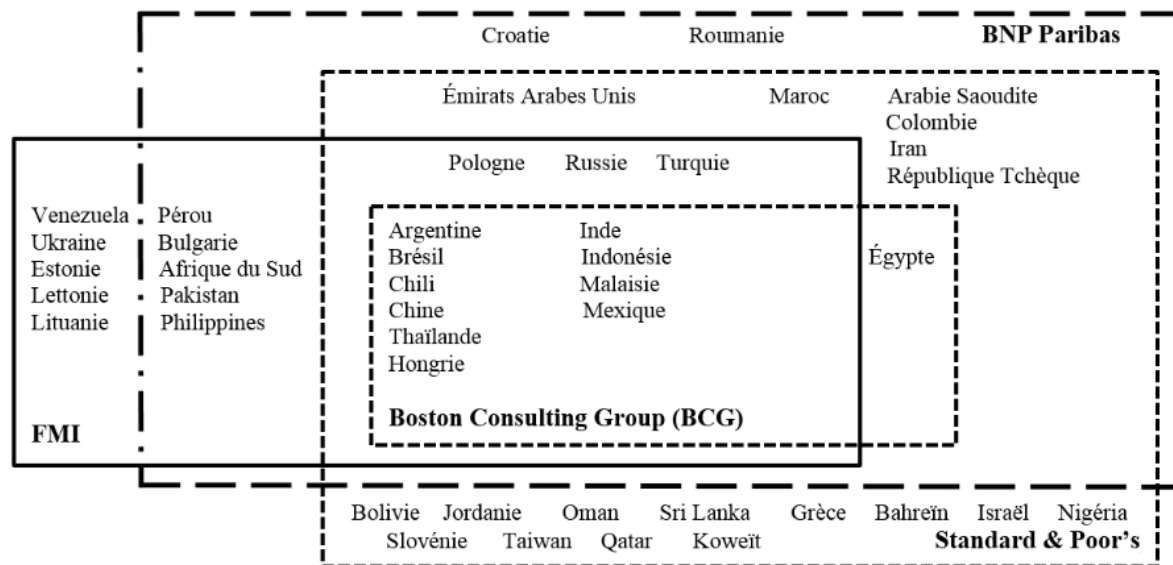 Croatie Roumanie BNP Paribas
Émirats Arabes Unis Maroc Arabie Saoudite
Colombie
Iran
République Tchèque
Pologne Russie Turquie
Venezuela Pérou
Ukraine Bulgarie
Estonie Afrique du Sud
Lettonie Pakistan
Lituanie Philippines
Argentine Inde
Brésil Indonésie
Chili Malaisie
Chine Mexique
Thaïlande
Hongrie
Égypte
Boston Consulting Group (BCG)
FMI
Bolivie Jordanie Oman Sri Lanka Grèce Bahreïn Israël Nigéria
Slovénie Taiwan Qatar Koweït Standard & Poor's